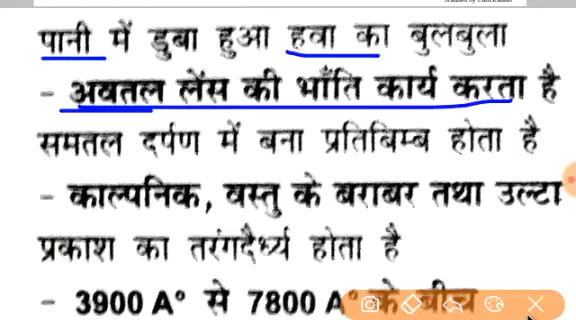 पानी में डुबा हुआ हवा का बुलबुला
- अवतल लेंस की भाँति कार्य करता है
समतल दर्पण में बना प्रतिबिम्ब होता है
- काल्पनिक, वस्तु के बराबर तथा उल्टा
प्रकाश का तरंगदैर्ध्य होता है
- 3900 A° से 7800 A° के बीच